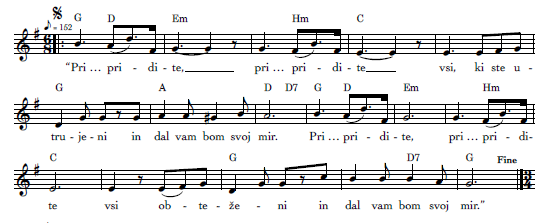 G D Em Hm C
♪ = 152
"Pri ... pri - di - te,______ pri ... pri - di - te______ vsi, ki ste u -
G A D D7 G D Em Hm
tru - je - ni in dal vam bom svoj mir. Pri ... pri - di - te, pri ... pri - di -
C G D7 G Fine
te vsi ob - te - že - ni in dal vam bom svoj mir."